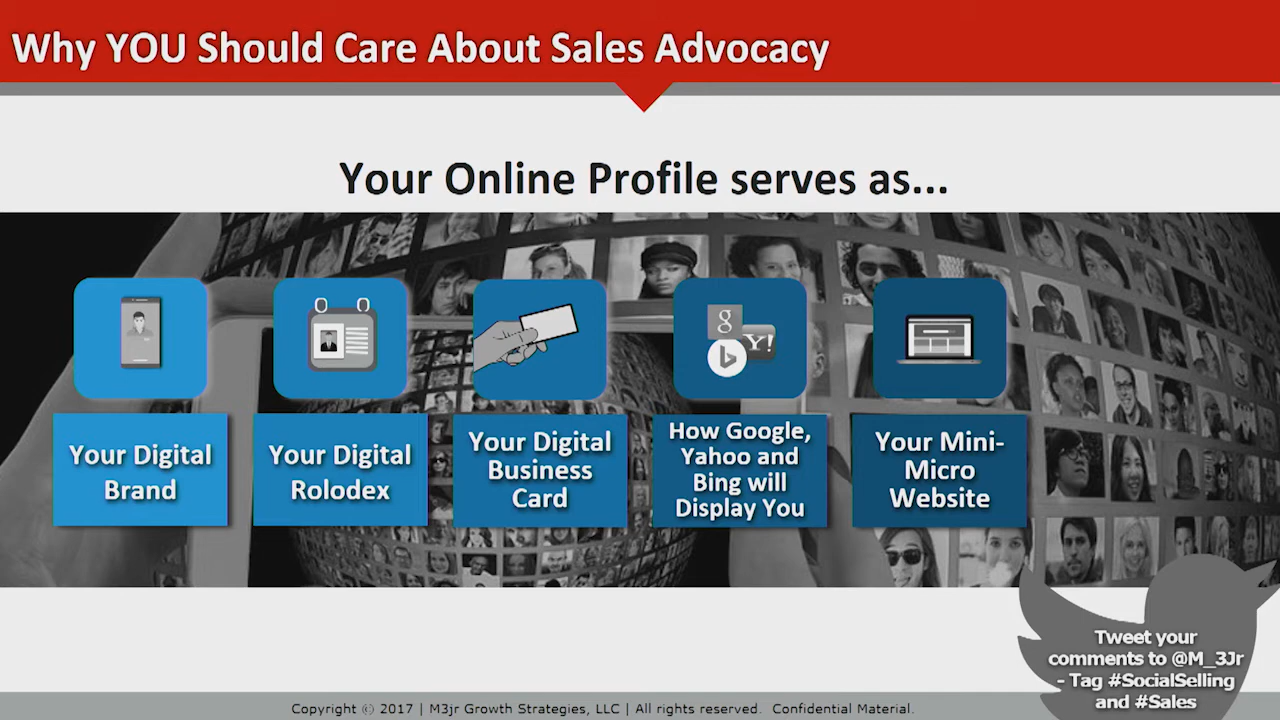 Why YOU Should Care About Sales Advocacy
Your Online Profile serves as...
g
Y!
b
Your Digital
Brand
Your Digital
Rolodex
Your Digital
Business
Card
How Google,
Yahoo and
Bing will
Display You
Your Mini-
Micro
Website
Tweet your
comments to @M_3Jr
- Tag #SocialSelling
and #Sales
Copyright © 2017 | M3jr Growth Strategies, LLC | All rights reserved. Confidential Material.